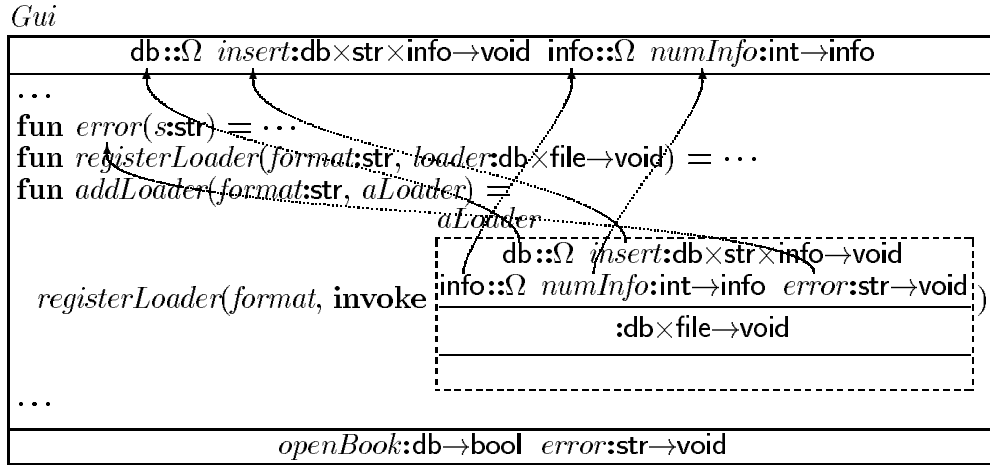 Gui
db::Ω insert:db×str×info→void info::Ω numInfo:int→info
···
fun error(s:str) = ···
fun registerLoader(format:str, loader:db×file→void) = ···
fun addLoader(format:str, aLoader) =
aLoader
db::Ω insert:db×str×info→void
registerLoader(format, invoke info::Ω numInfo:int→info error:str→void )
:db×file→void
···
openBook:db→bool error:str→void